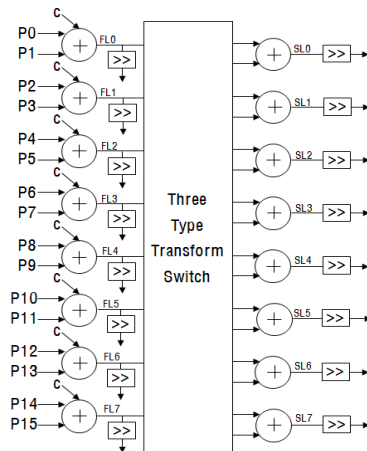 C
P0
P1
+
FL0
>>
C
P2
P3
+
FL1
>>
C
P4
P5
+
FL2
>>
C
P6
P7
+
FL3
>>
C
P8
P9
+
FL4
>>
C
P10
P11
+
FL5
>>
C
P12
P13
+
FL6
>>
C
P14
P15
+
FL7
>>
Three
Type
Transform
Switch
+
SL0
>>
+
SL1
>>
+
SL2
>>
+
SL3
>>
+
SL4
>>
+
SL5
>>
+
SL6
>>
+
SL7
>>